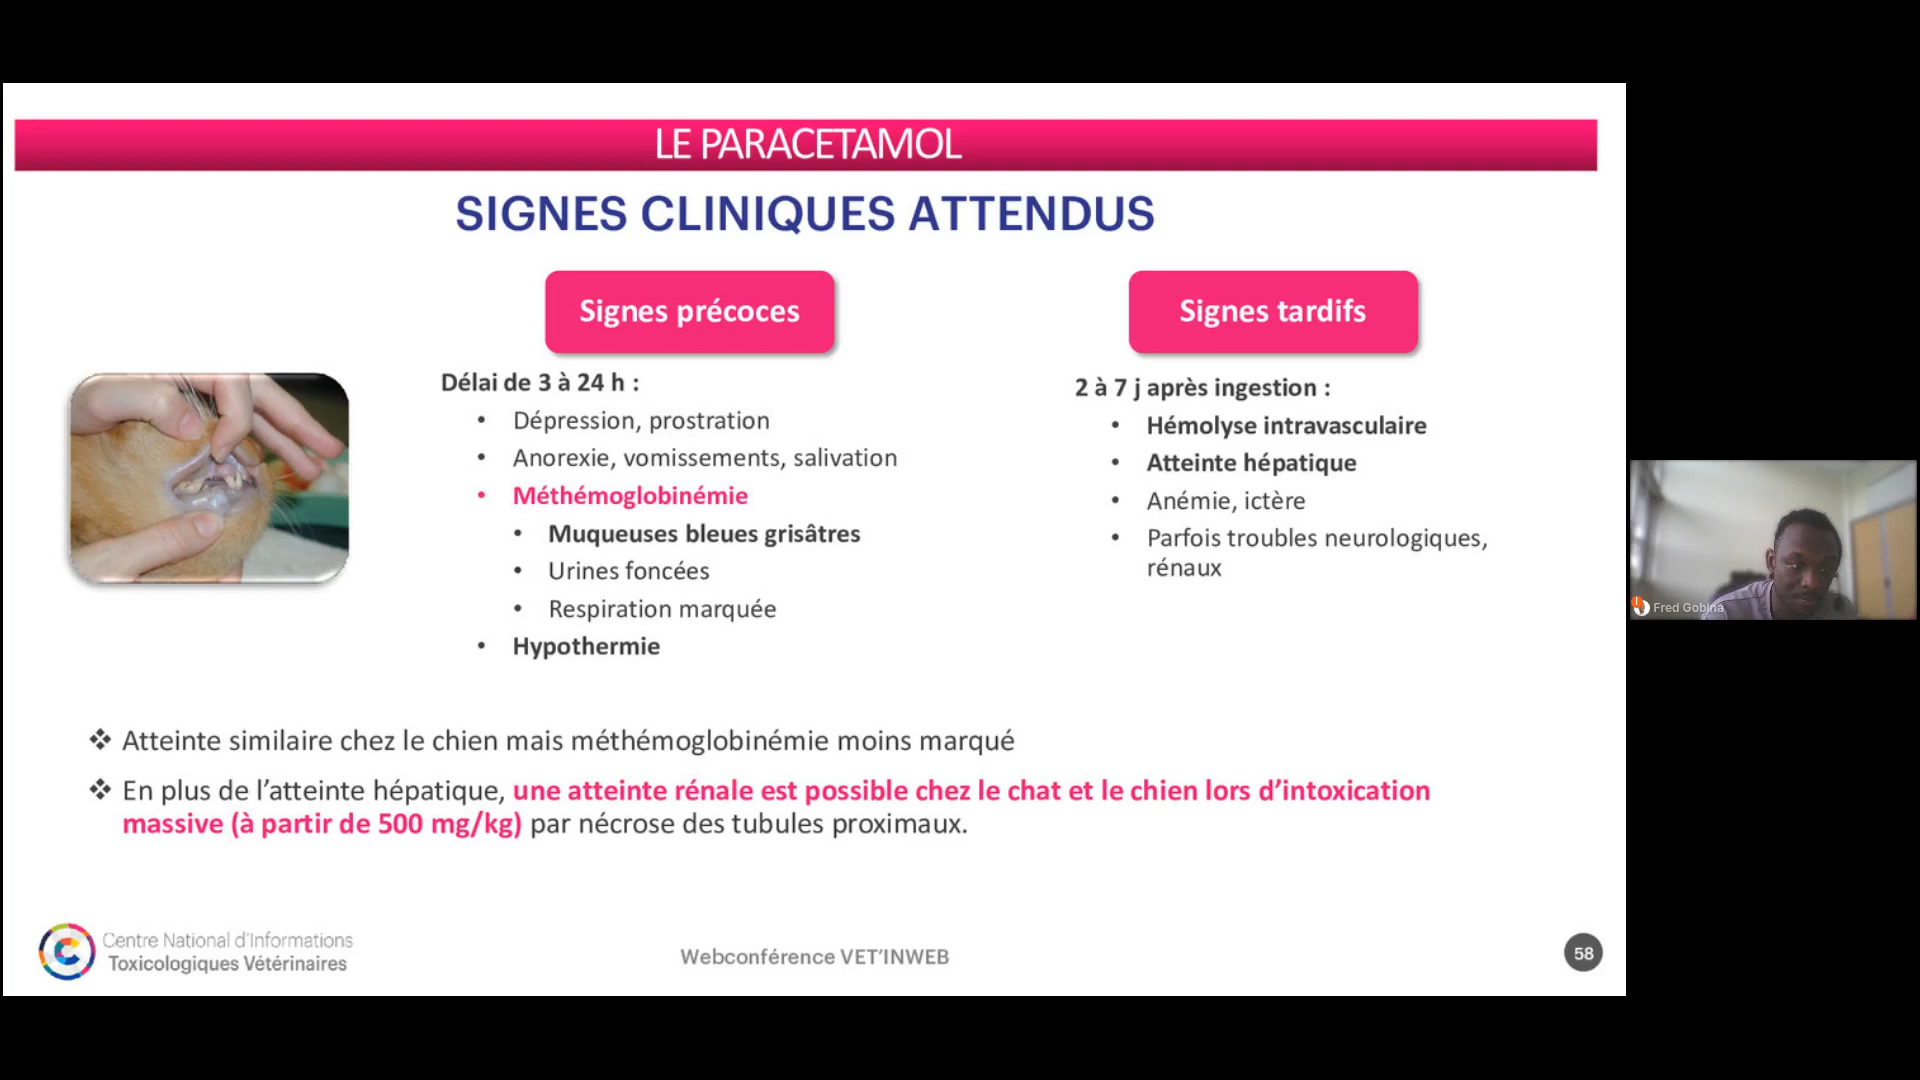 LE PARACETAMOL
SIGNES CLINIQUES ATTENDUS
Signes précoces
Délai de 3 à 24 h :
• Dépression, prostration
• Anorexie, vomissements, salivation
• Méthémoglobinémie
• Muqueuses bleues grisâtres
• Urines foncées
• Respiration marquée
• Hypothermie
Signes tardifs
2 à 7 j après ingestion :
• Hémolyse intravasculaire
• Atteinte hépatique
• Anémie, ictère
• Parfois troubles neurologiques,
rénaux
❖ Atteinte similaire chez le chien mais méthémoglobinémie moins marqué
❖ En plus de l’atteinte hépatique, une atteinte rénale est possible chez le chat et le chien lors d’intoxication
massive (à partir de 500 mg/kg) par nécrose des tubules proximaux.
Centre National d’Informations
Toxicologiques Vétérinaires
Webconférence VET’INWEB
58
Fred Gobina